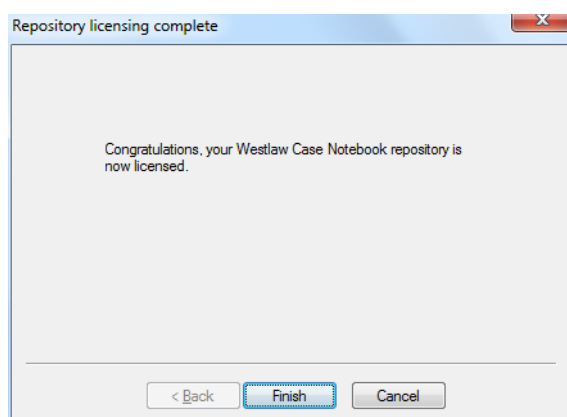 Repository licensing complete
Congratulations, your Westlaw Case Notebook repository is
now licensed.
< Back Finish Cancel